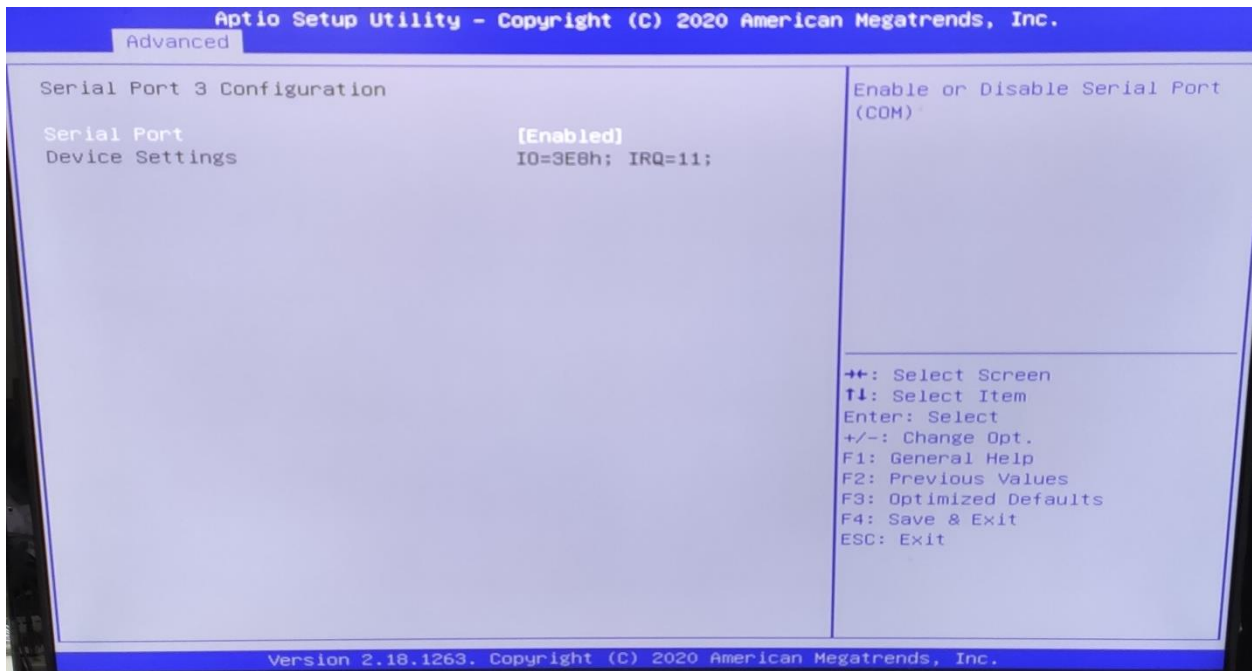 Aptio Setup Utility - Copyright (C) 2020 American Megatrends, Inc.
Advanced
Serial Port 3 Configuration
Serial Port [Enabled]
Device Settings IO=3E8h; IRQ=11;
Enable or Disable Serial Port
(COM)
→←: Select Screen
↑↓: Select Item
Enter: Select
+/-: Change Opt.
F1: General Help
F2: Previous Values
F3: Optimized Defaults
F4: Save & Exit
ESC: Exit
Version 2.18.1263. Copyright (C) 2020 American Megatrends, Inc.